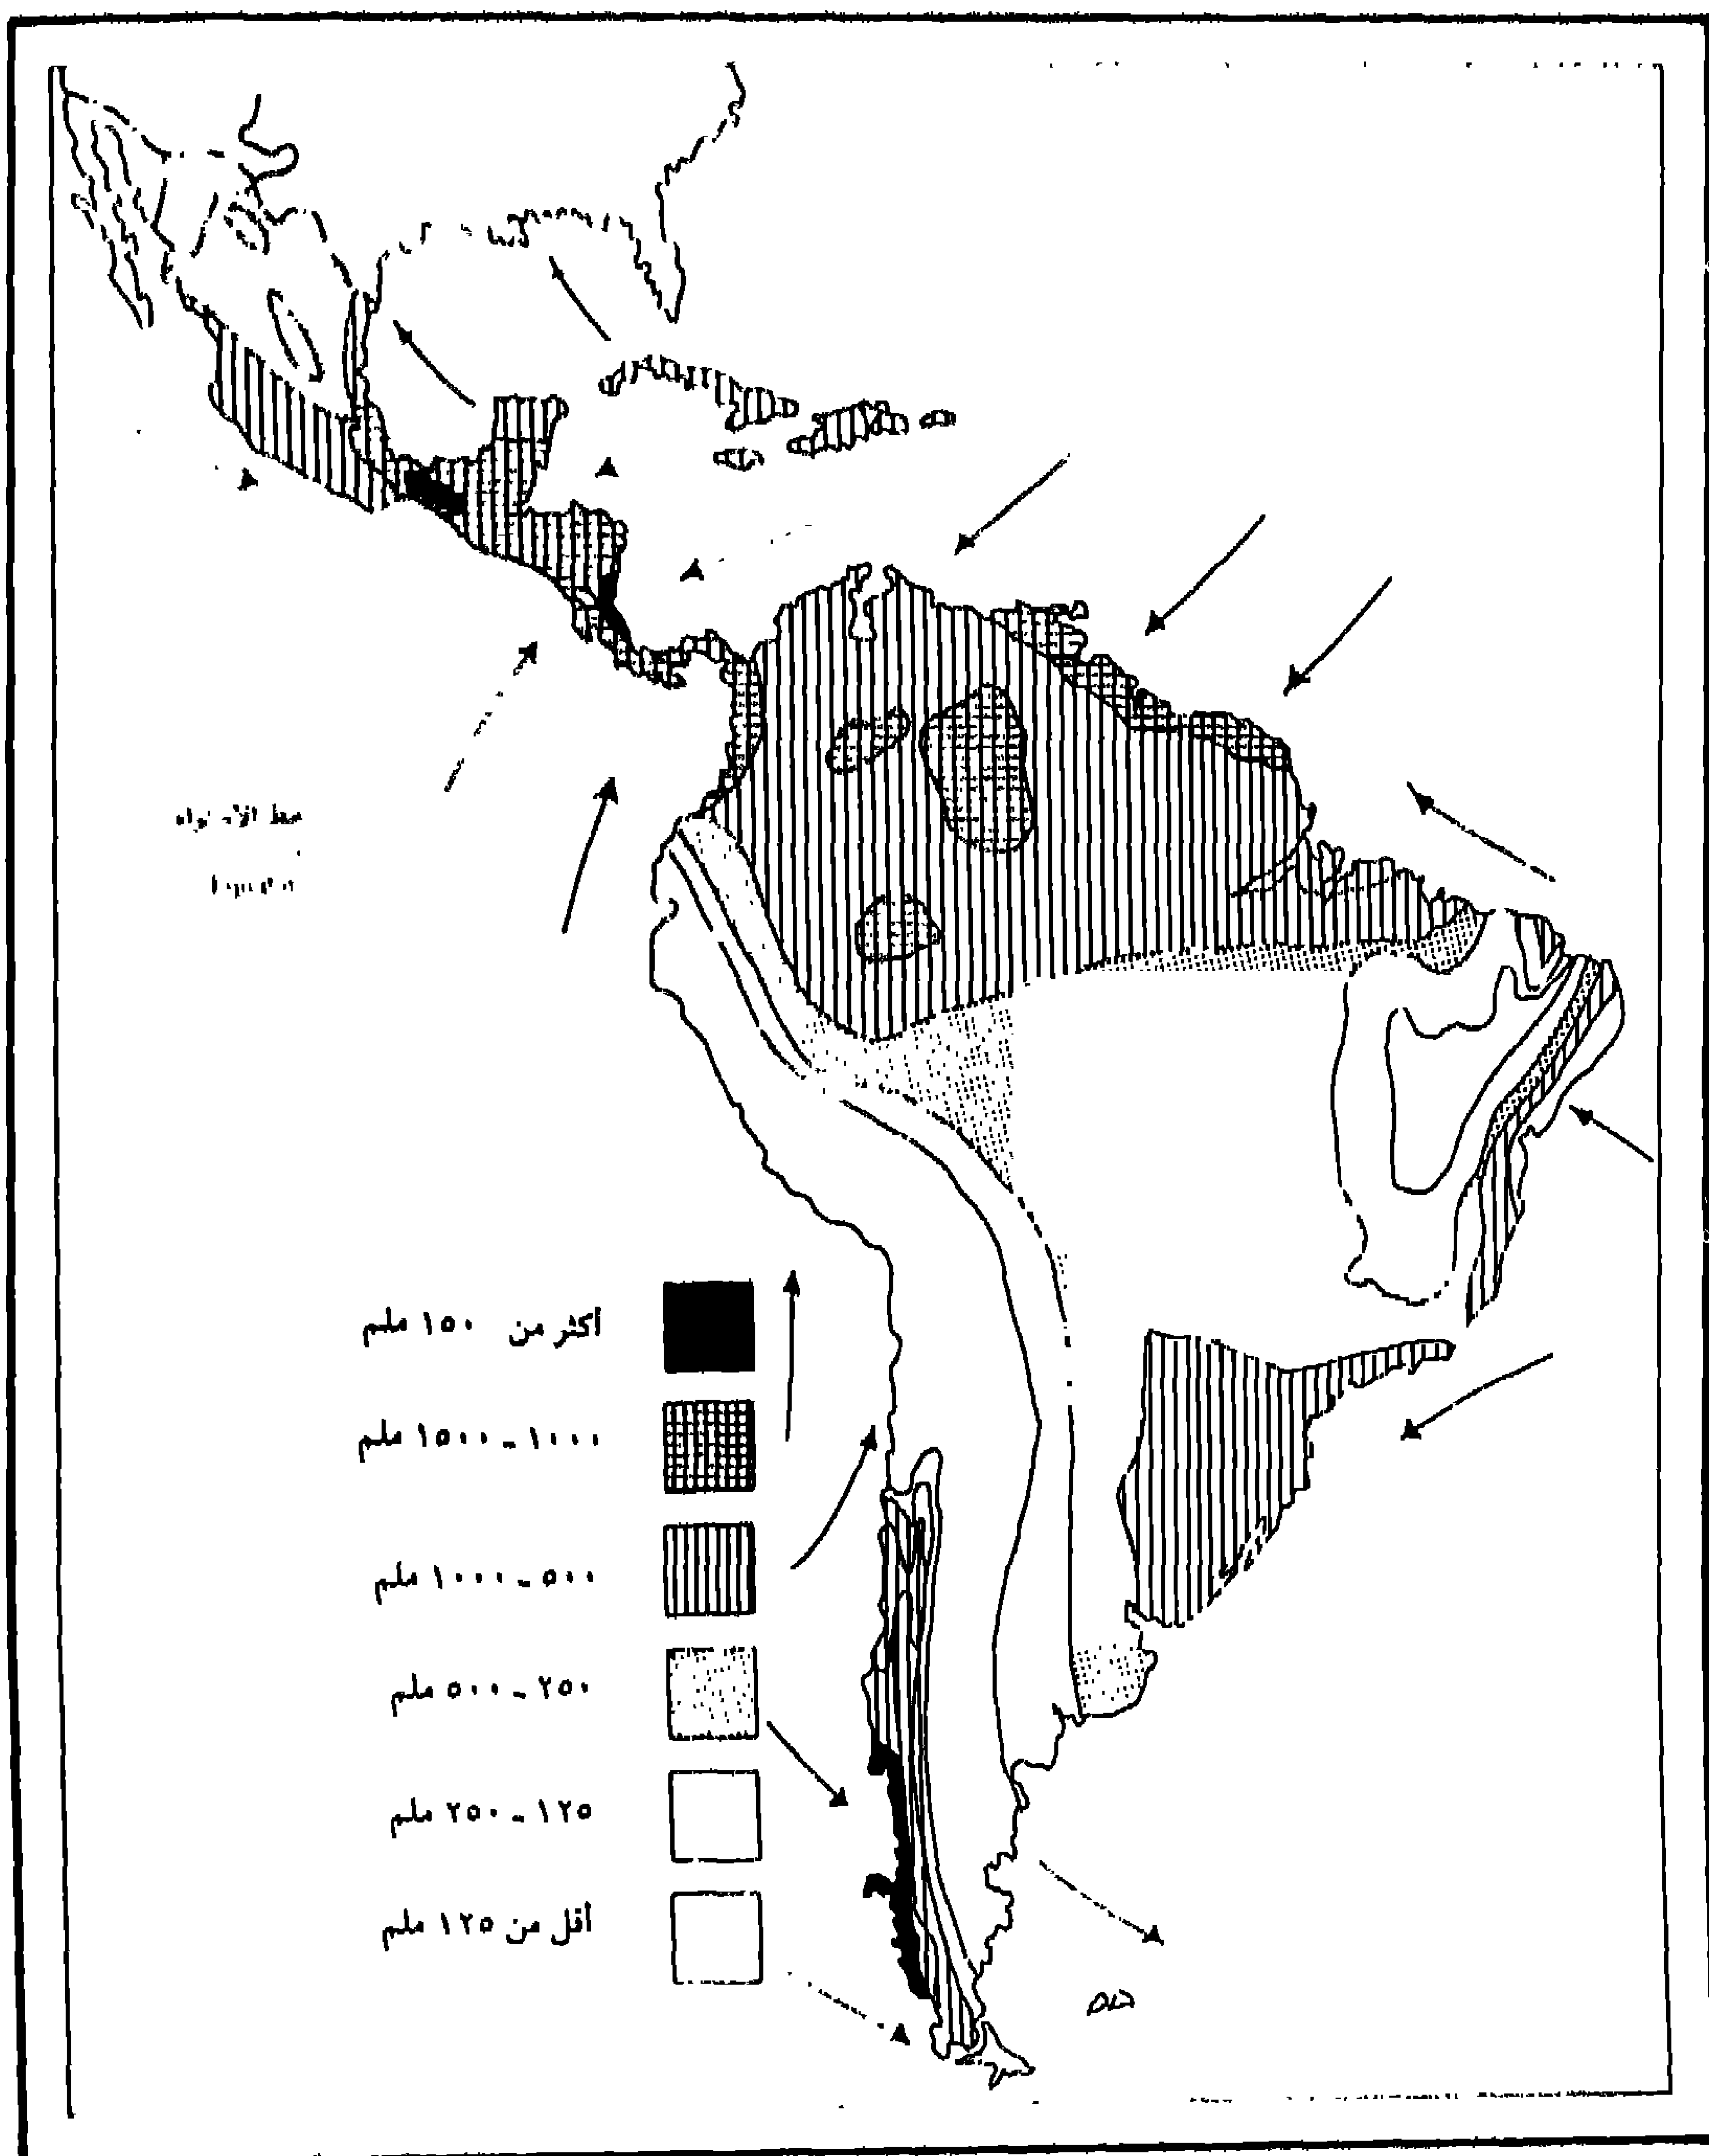 أكثر من ١٥٠ ملم
١٠٠٠ ـ ١٥٠٠ ملم
٥٠٠ ـ ١٠٠٠ ملم
٢٥٠ ـ ٥٠٠ ملم
١٢٥ ـ ٢٥٠ ملم
أقل من ١٢٥ ملم